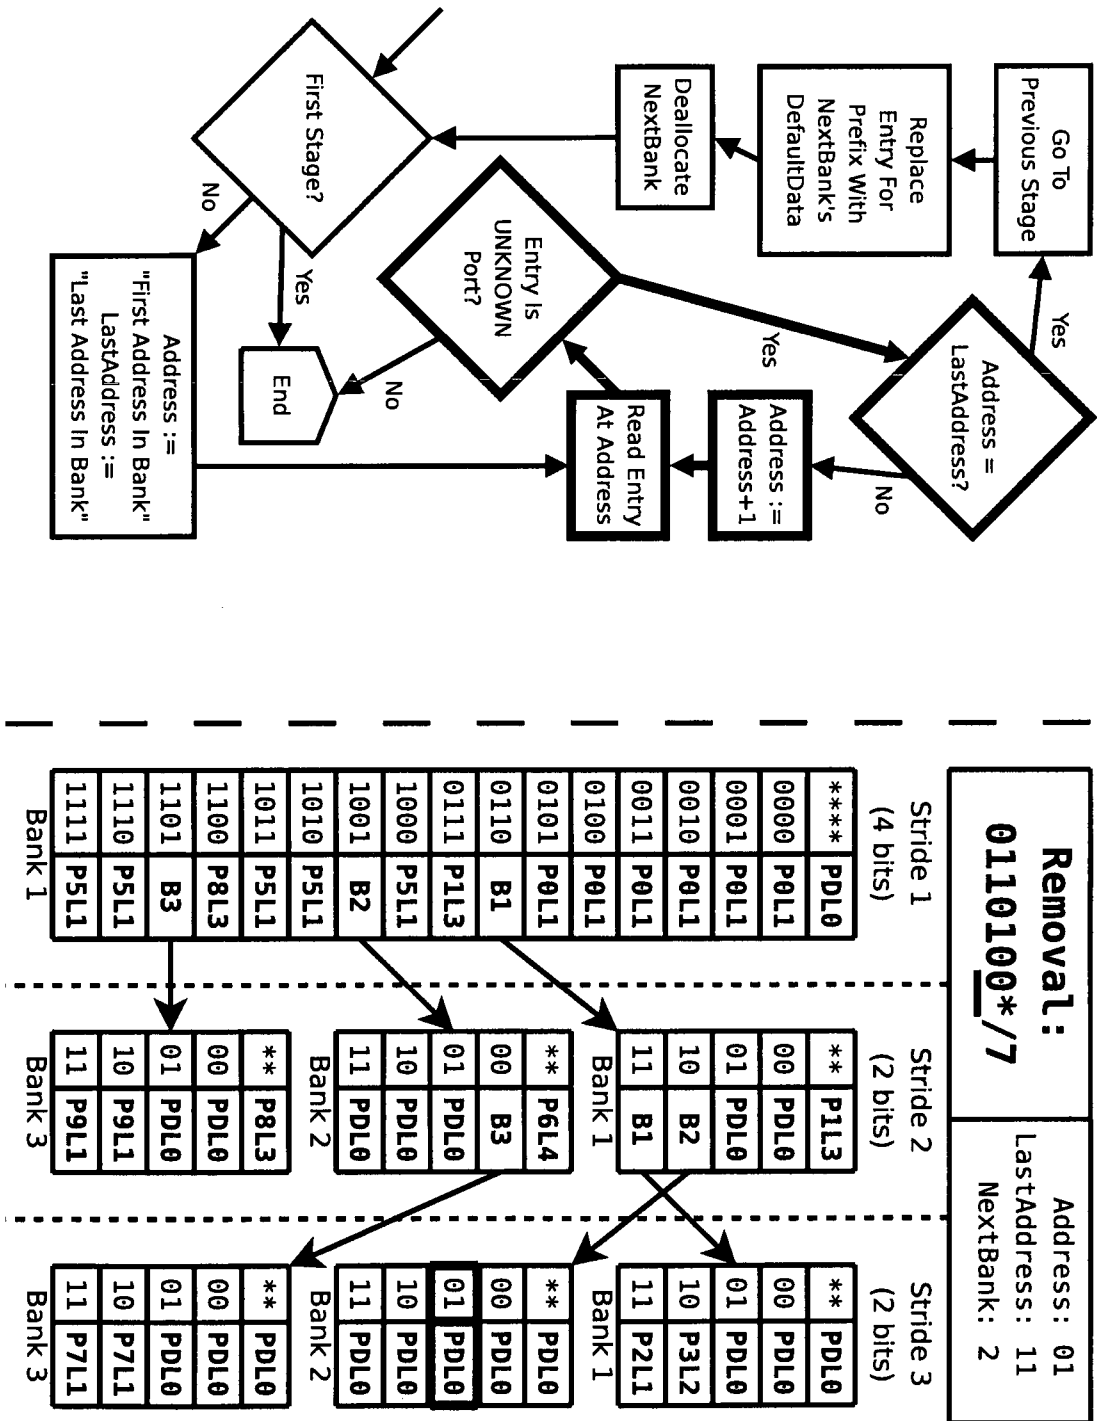 Go To
Previous Stage
Yes
Address =
LastAddress?
No
Replace
Entry For
Prefix With
NextBank's
DefaultData
Yes
Address :=
Address+1
Deallocate
NextBank
Read Entry
At Address
Entry Is
UNKNOWN
Port?
No
First Stage?
Yes
No
End
Address :=
"First Address In Bank"
LastAddress :=
"Last Address In Bank"
Removal:
0110100*/7
Address: 01
LastAddress: 11
NextBank: 2
Stride 1
(4 bits)
**** PDL0
0000 P0L1
0001 P0L1
0010 P0L1
0011 P0L1
0100 P0L1
0101 P0L1
0110 B1
0111 P1L3
1000 P5L1
1001 B2
1010 P5L1
1011 P5L1
1100 P8L3
1101 B3
1110 P5L1
1111 P5L1
Bank 1
Stride 2
(2 bits)
** P1L3
00 PDL0
01 PDL0
10 B2
11 B1
Bank 1
** P6L4
00 B3
01 PDL0
10 PDL0
11 PDL0
Bank 2
** P8L3
00 PDL0
01 PDL0
10 P9L1
11 P9L1
Bank 3
Stride 3
(2 bits)
** PDL0
00 PDL0
01 PDL0
10 P3L2
11 P2L1
Bank 1
** PDL0
00 PDL0
01 PDL0
10 PDL0
11 PDL0
Bank 2
** PDL0
00 PDL0
01 PDL0
10 P7L1
11 P7L1
Bank 3